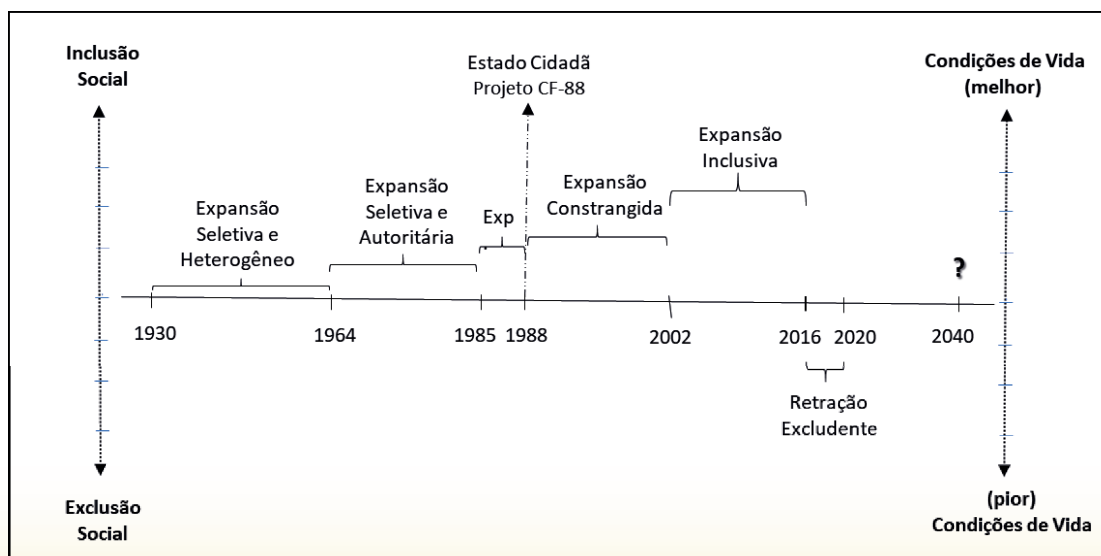 Inclusão
Social
Estado Cidadã
Projeto CF-88
Condições de Vida
(melhor)
Expansão
Seletiva e
Heterogêneo
Expansão
Seletiva e
Autoritária
Exp
Expansão
Constrangida
Expansão
Inclusiva
?
1930
1964
1985
1988
2002
2016
2020
2040
Retração
Excludente
Exclusão
Social
(pior)
Condições de Vida